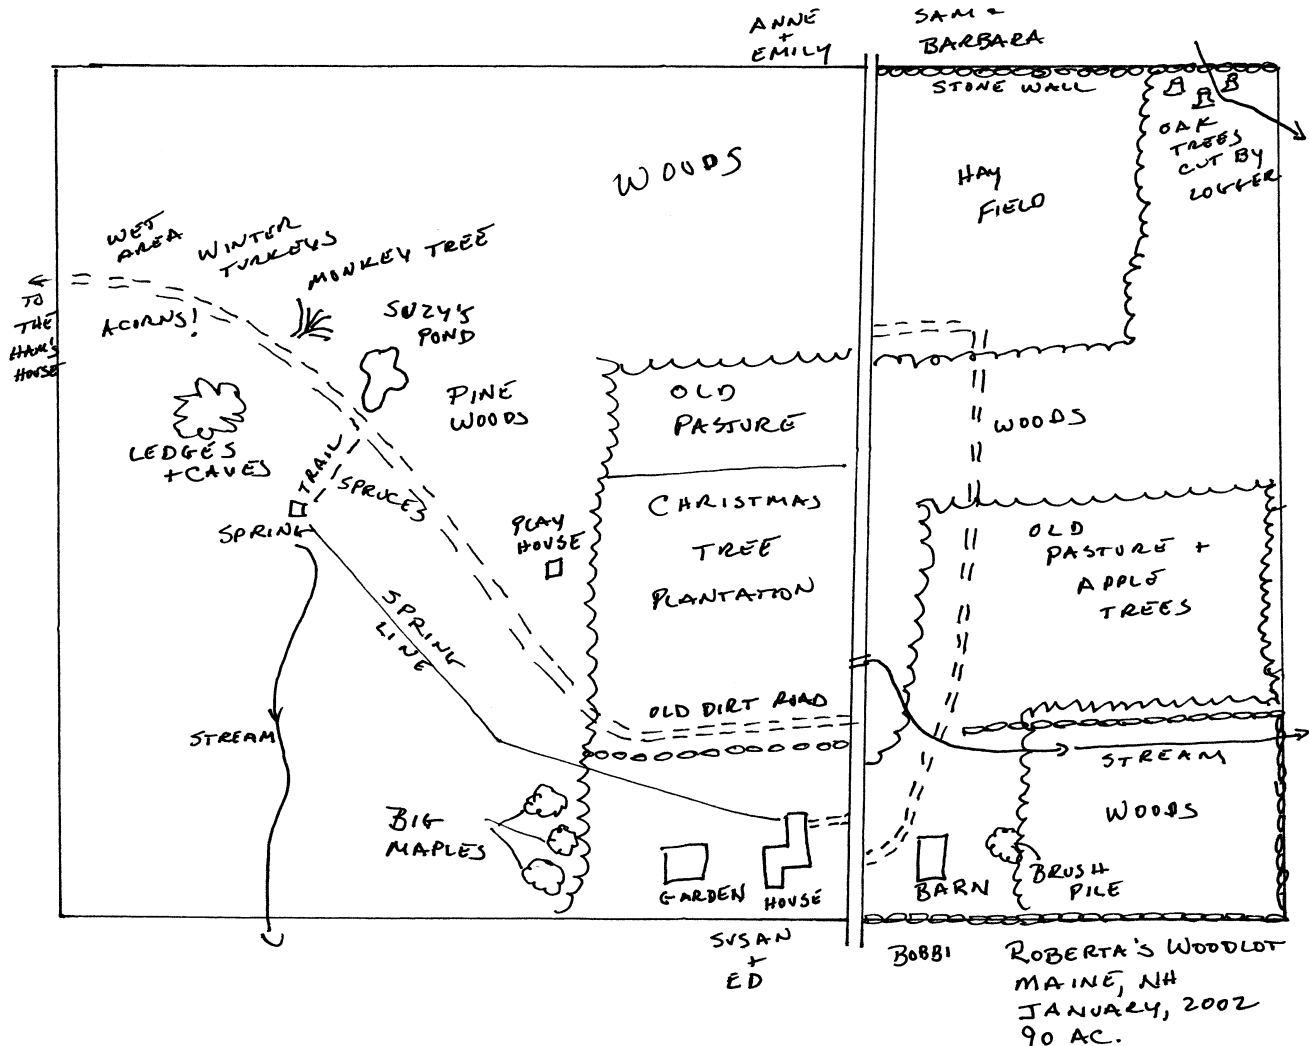 ANNE
+
EMILY
SAM &
BARBARA
STONE WALL
OAK
TREES
CUT BY
LOGGER
WOODS
HAY
FIELD
WET
AREA
WINTER
TURKEYS
MONKEY TREE
TO
THE
HAM'S
HOUSE
ACORNS!
SUZY'S
POND
PINE
WOODS
OLD
PASTURE
WOODS
LEDGES
+ CAVES
TRAIL
SPRUCES
SPRING
PLAY
HOUSE
CHRISTMAS
TREE
PLANTATION
OLD
PASTURE +
APPLE
TREES
SPRING
LINE
OLD DIRT ROAD
STREAM
STREAM
BIG
MAPLES
WOODS
GARDEN
HOUSE
BARN
BRUSH
PILE
SUSAN
+
ED
BOBBI
ROBERTA'S WOODLOT
MAINE, NH
JANUARY, 2002
90 AC.